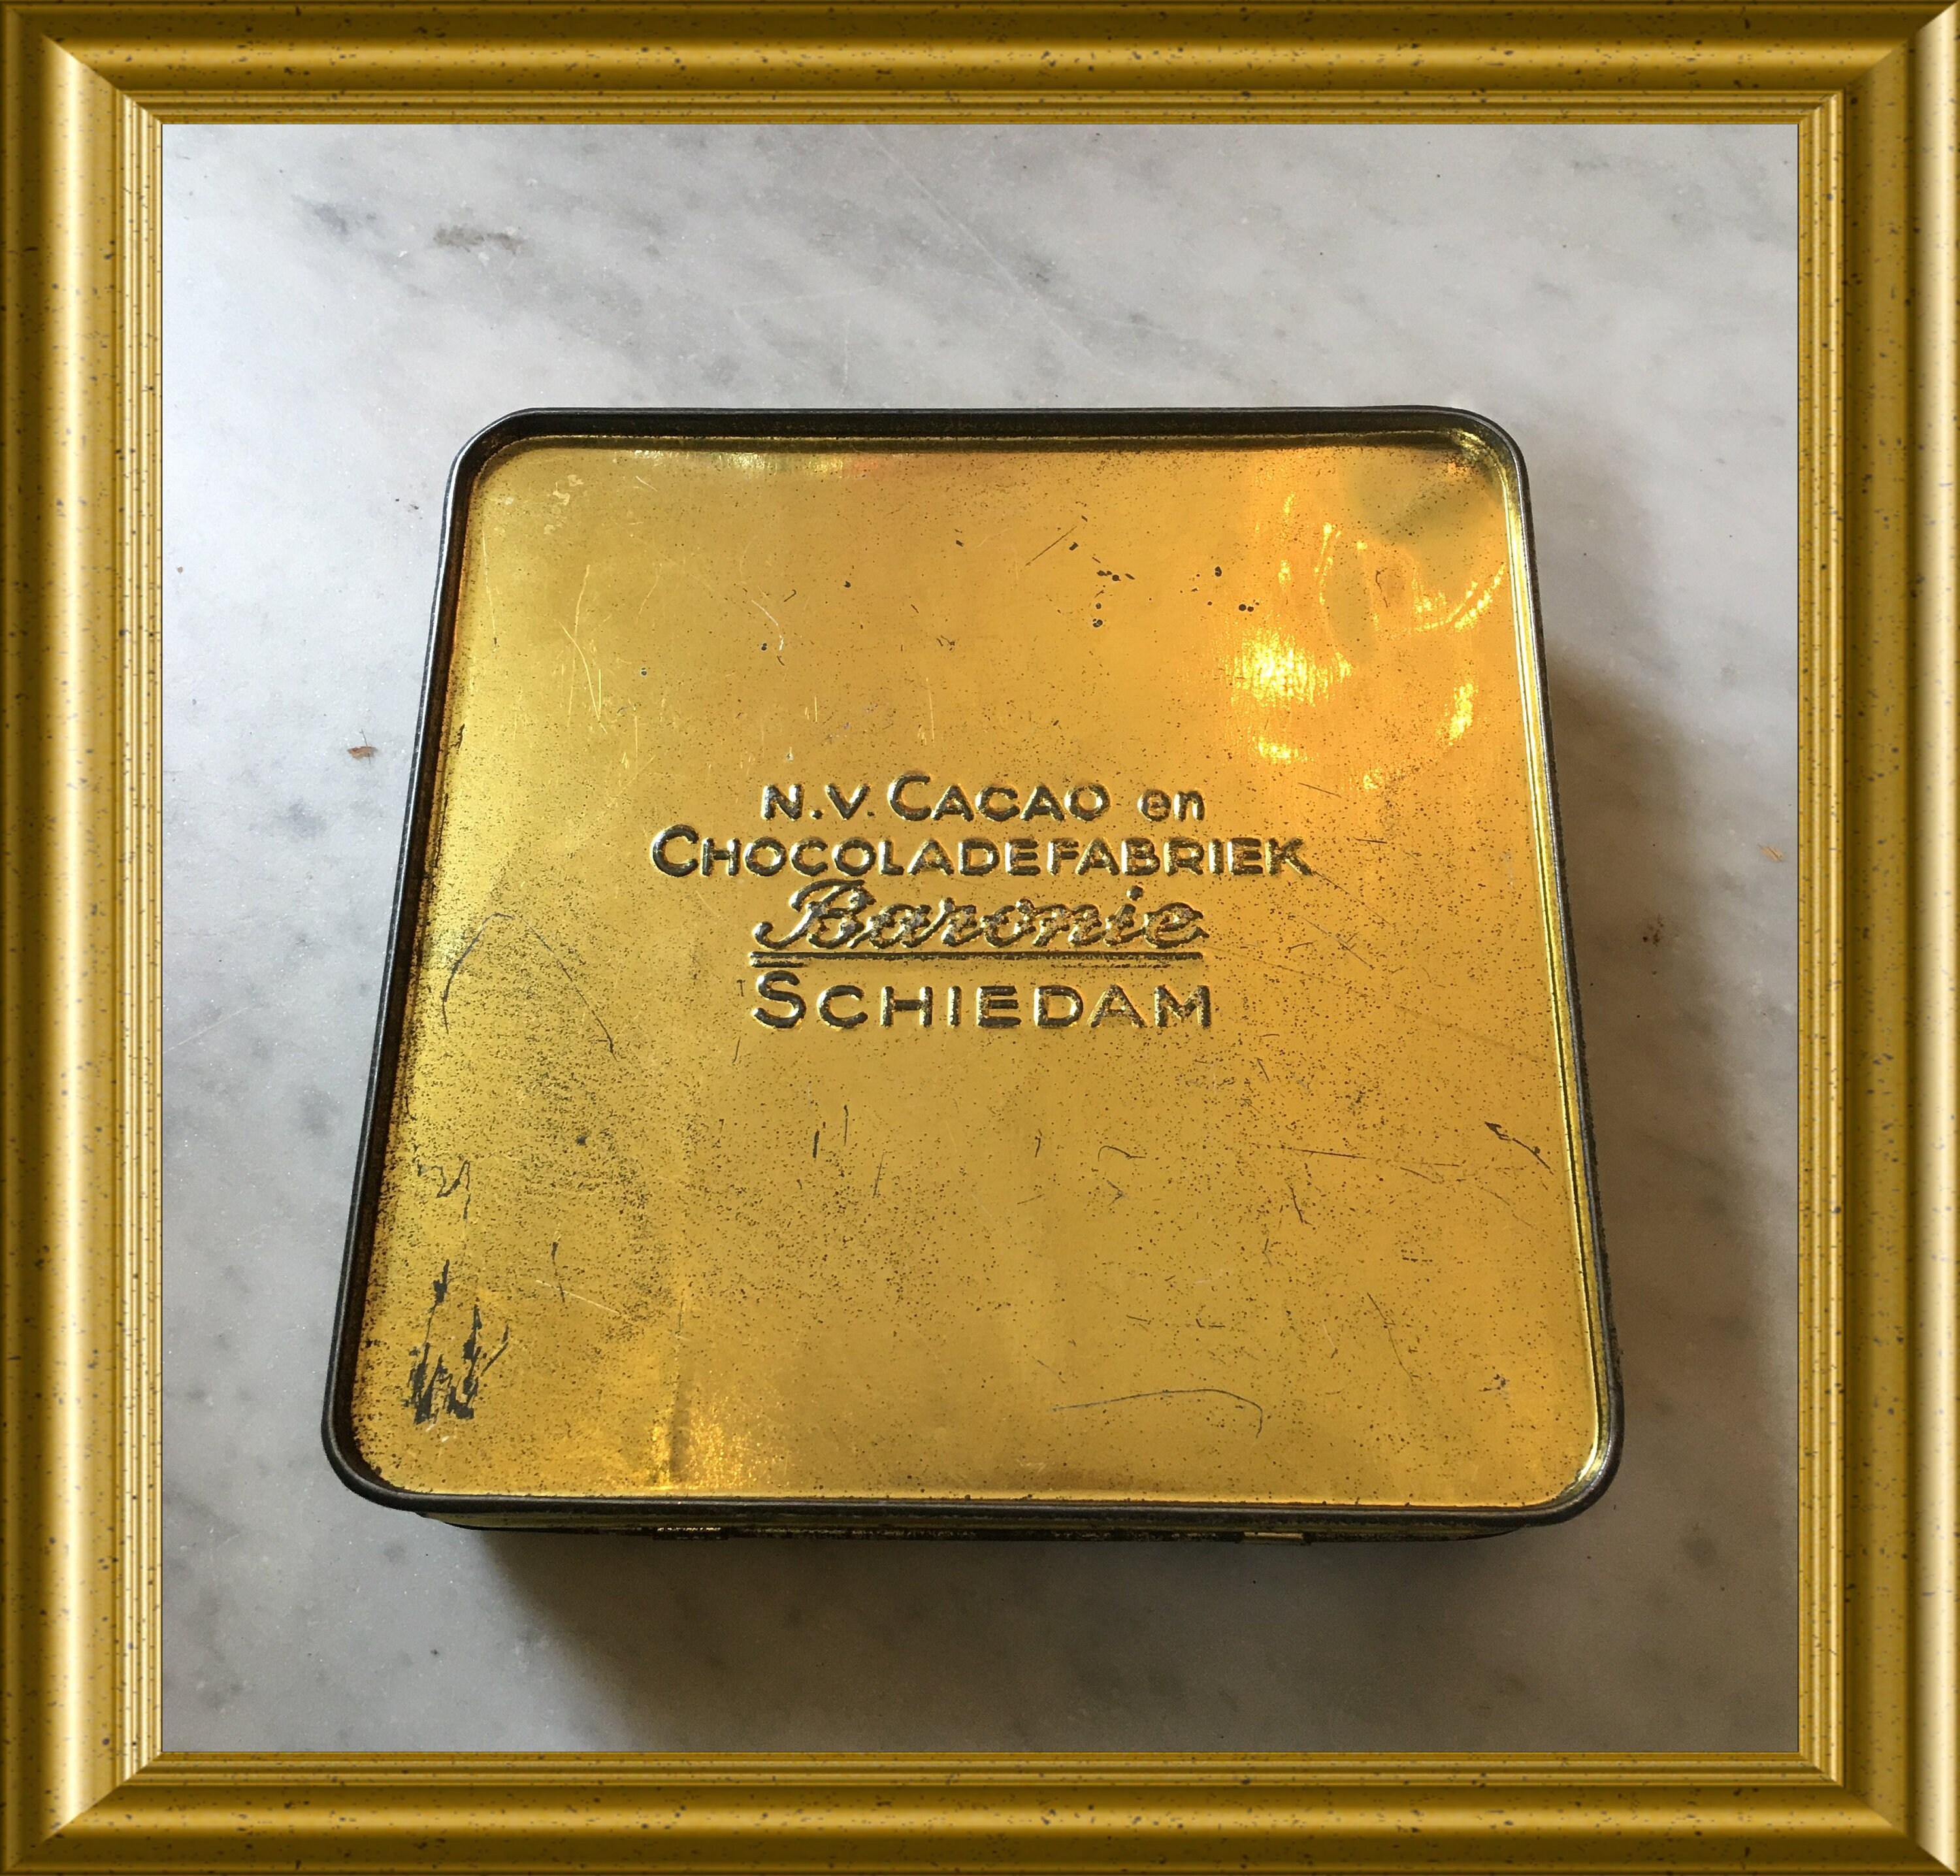 N.V. CACAO en
CHOCOLADEFABRIEK
Baronie
SCHIEDAM